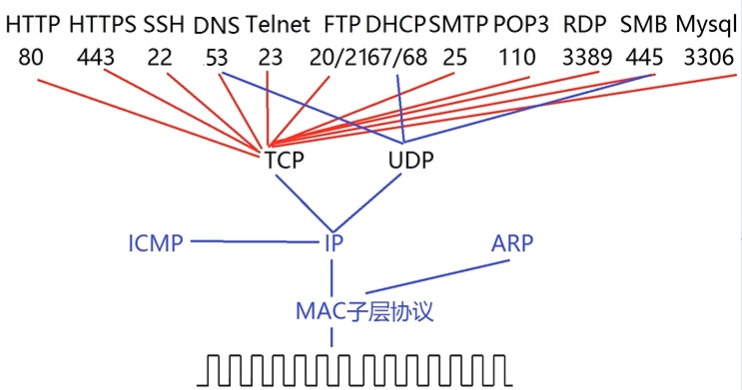 HTTP HTTPS SSH DNS Telnet FTP DHCP SMTP POP3 RDP SMB Mysql
80 443 22 53 23 20/21 67/68 25 110 3389 445 3306
TCP UDP
ICMP IP ARP
MAC子层协议